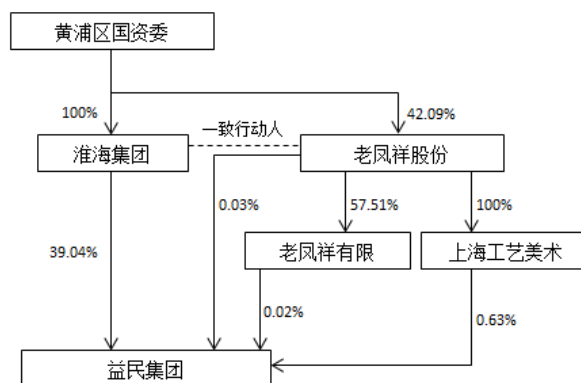 黄浦区国资委
100%
42.09%
一致行动人
淮海集团
老凤祥股份
0.03%
57.51%
100%
39.04%
老凤祥有限
上海工艺美术
0.02%
0.63%
益民集团